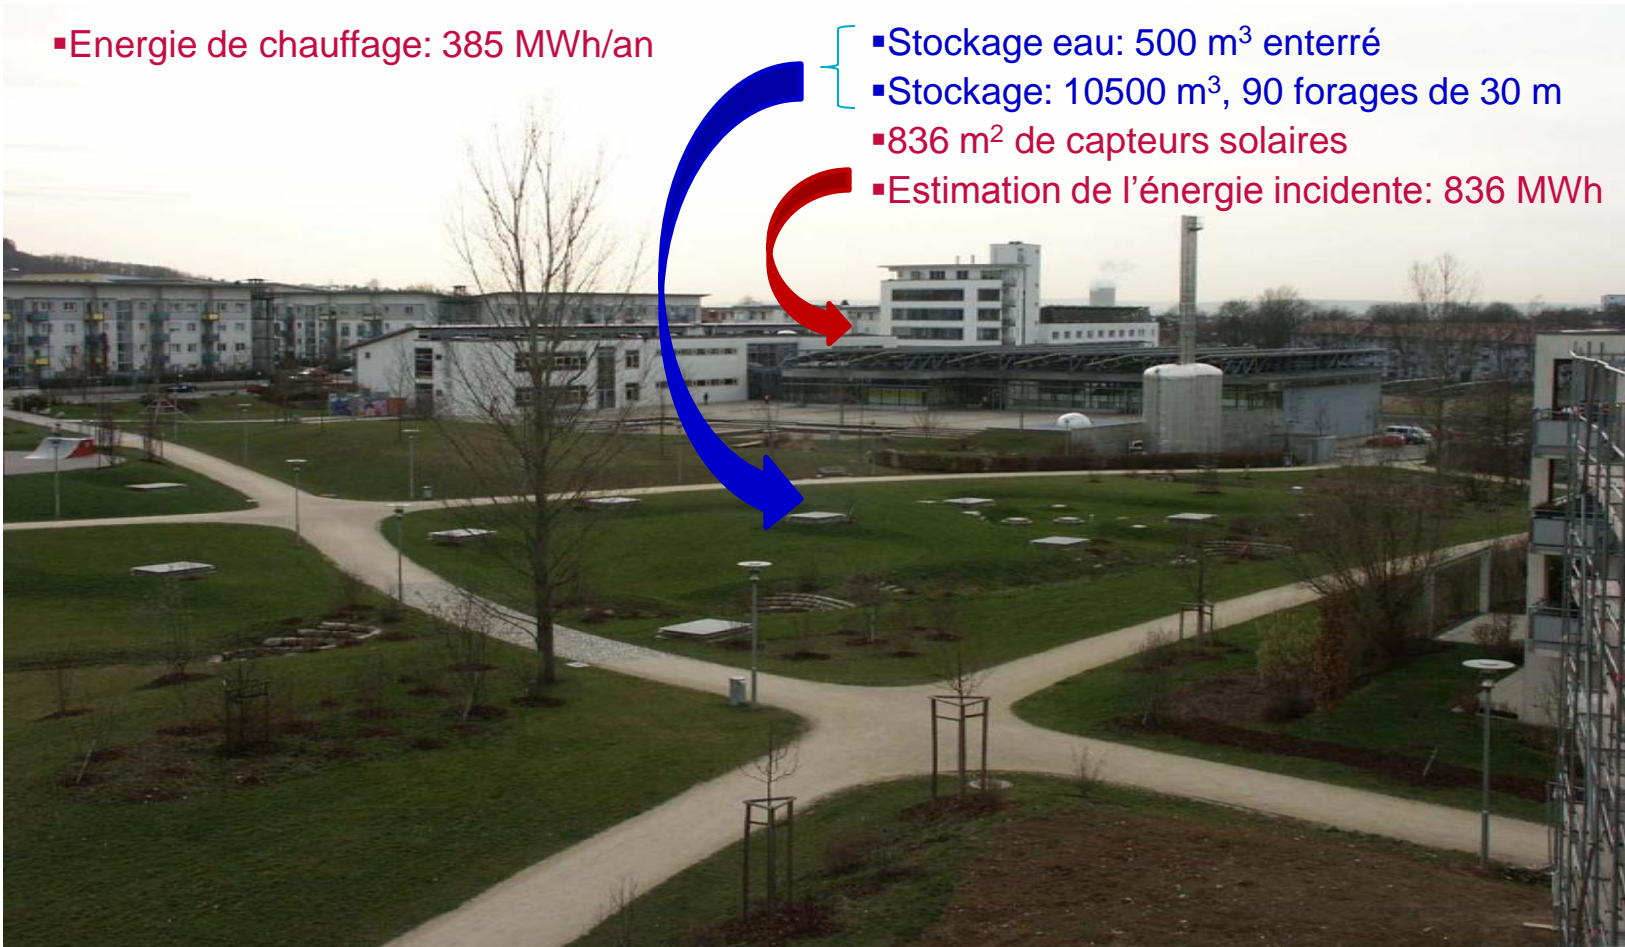 ▪Energie de chauffage: 385 MWh/an
▪Stockage eau: 500 m³ enterré
▪Stockage: 10500 m³, 90 forages de 30 m
▪836 m² de capteurs solaires
▪Estimation de l’énergie incidente: 836 MWh